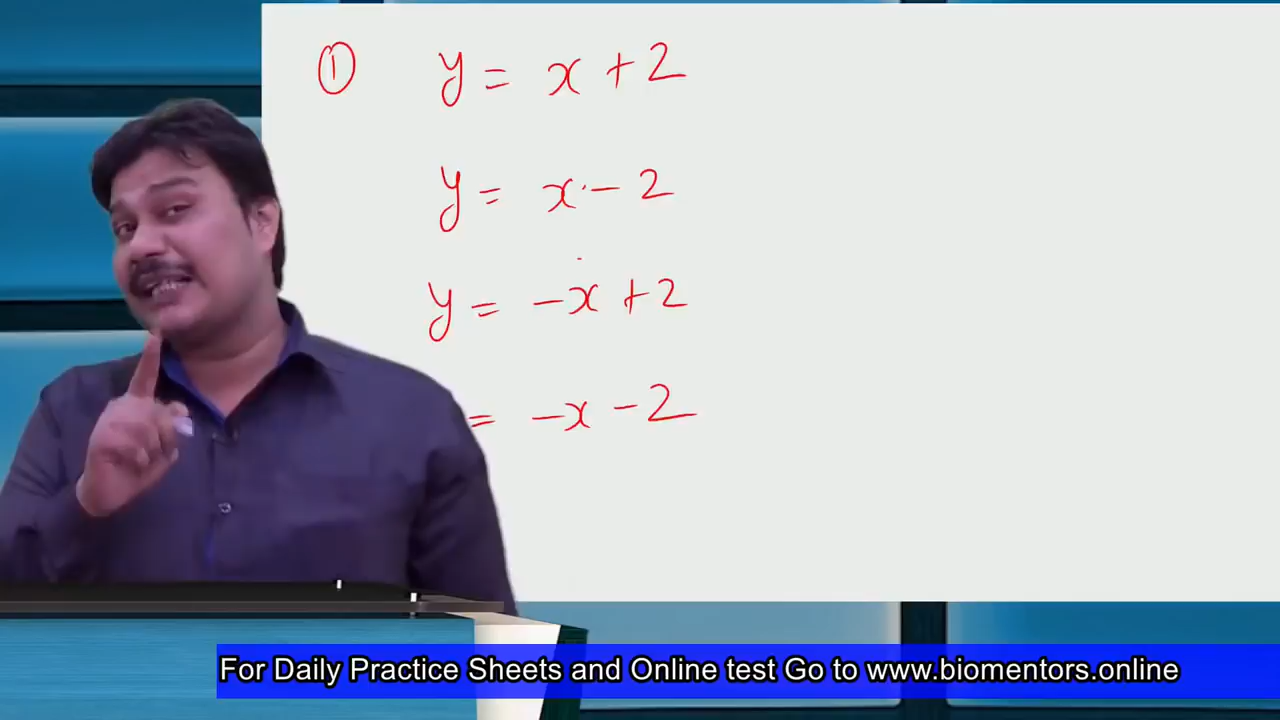 ① y = x + 2
y = x - 2
y = -x + 2
= -x - 2
For Daily Practice Sheets and Online test Go to www.biomentors.online